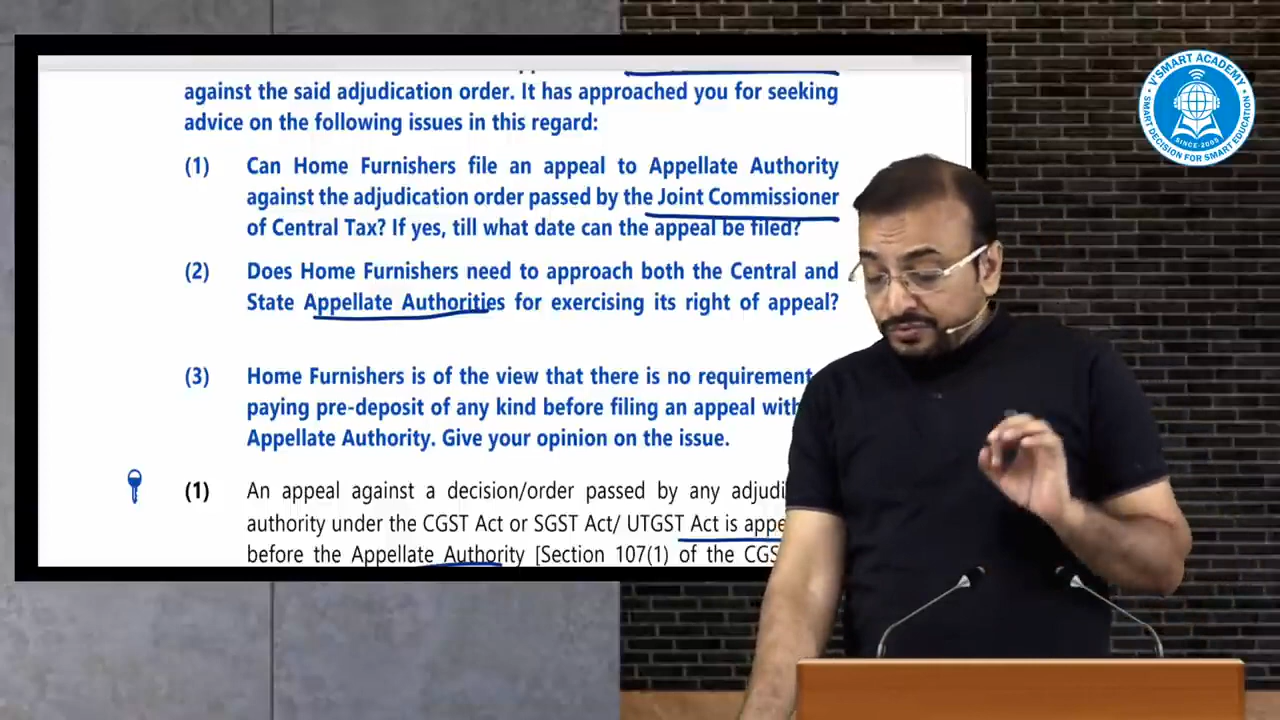 against the said adjudication order. It has approached you for seeking
advice on the following issues in this regard:
(1) Can Home Furnishers file an appeal to Appellate Authority
against the adjudication order passed by the Joint Commissioner
of Central Tax? If yes, till what date can the appeal be filed?
(2) Does Home Furnishers need to approach both the Central and
State Appellate Authorities for exercising its right of appeal?
(3) Home Furnishers is of the view that there is no requirement
paying pre-deposit of any kind before filing an appeal with
Appellate Authority. Give your opinion on the issue.
(1) An appeal against a decision/order passed by any
authority under the CGST Act or SGST Act/ UTGST Act is
before the Appellate Authority [Section 107(1) of the
V'SMART ACADEMY
SINCE-2003
SMART DECISION FOR SMART EDUCATION